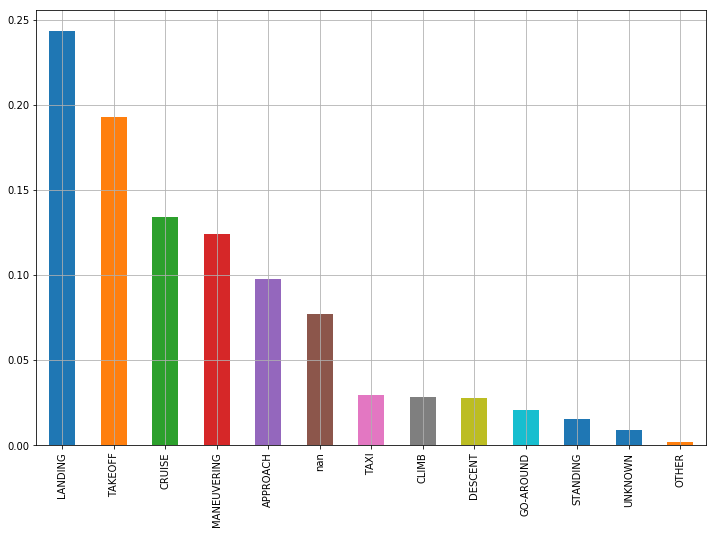 0.25
0.20
0.15
0.10
0.05
0.00
LANDING
TAKEOFF
CRUISE
MANEUVERING
APPROACH
nan
TAXI
CLIMB
DESCENT
GO-AROUND
STANDING
UNKNOWN
OTHER